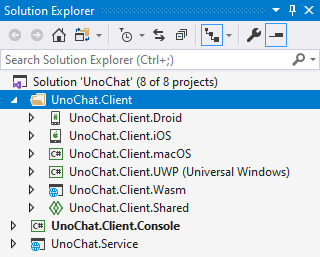 Solution Explorer
Search Solution Explorer (Ctrl+;)
Solution 'UnoChat' (8 of 8 projects)
UnoChat.Client
UnoChat.Client.Droid
UnoChat.Client.iOS
C# UnoChat.Client.macOS
C# UnoChat.Client.UWP (Universal Windows)
UnoChat.Client.Wasm
UnoChat.Client.Shared
C# UnoChat.Client.Console
UnoChat.Service